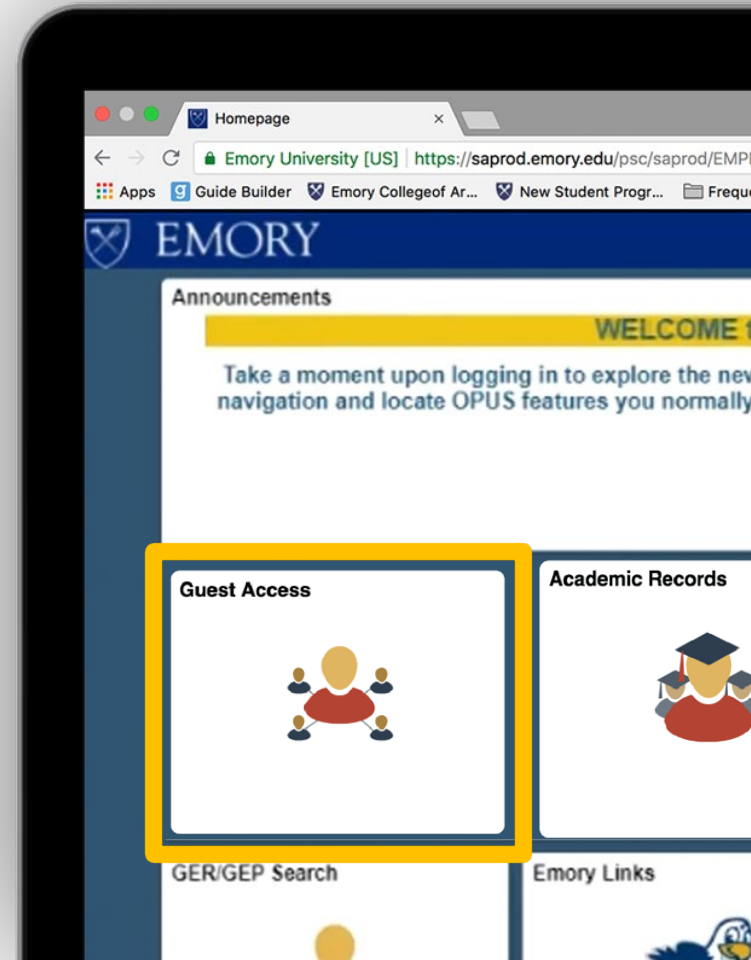 Homepage
Emory University [US] https://saprod.emory.edu/psc/saprod/
Apps Guide Builder Emory Collegeof Ar... New Student Progr...
EMORY
Announcements
WELCOME
Take a moment upon logging in to explore the
navigation and locate OPUS features you normally
Guest Access
Academic Records
GER/GEP Search
Emory Links